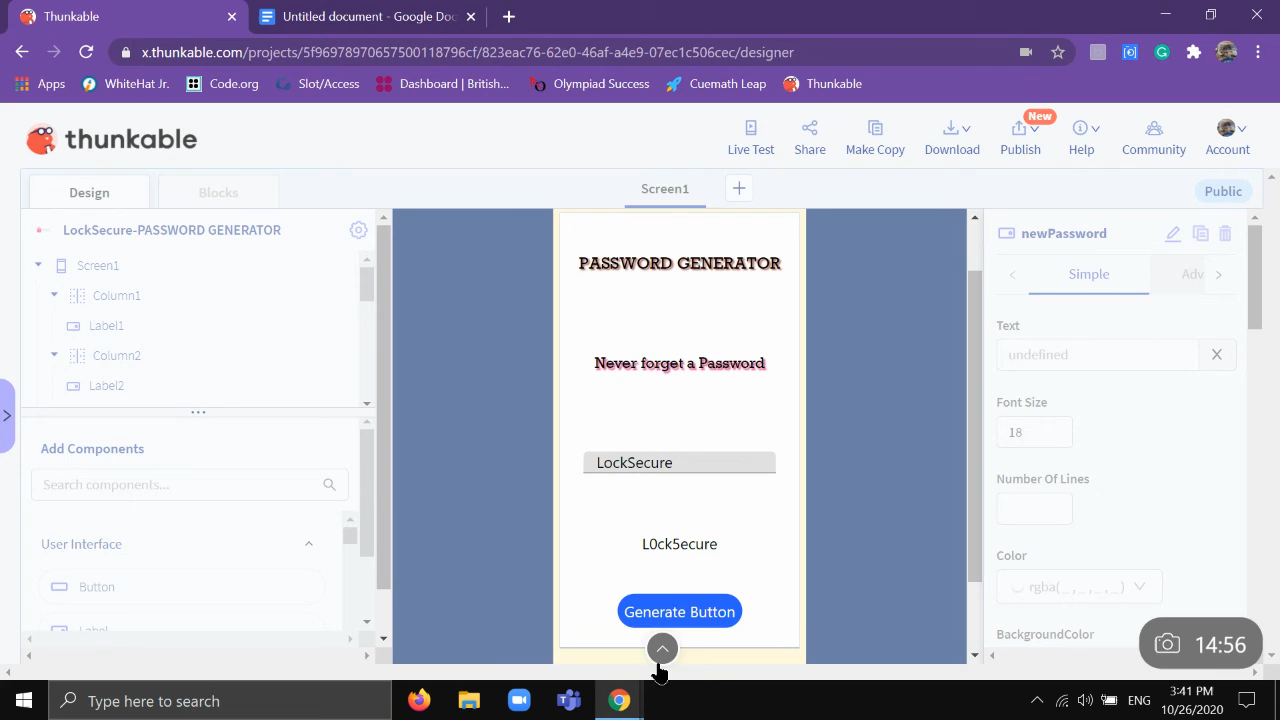 Thunkable
Untitled document - Google Doc
x.thunkable.com/projects/5f96978970657500118796cf/823eac76-62e0-46af-a4e9-07ec1c506cec/designer
Apps
WhiteHat Jr.
Code.org
Slot/Access
Dashboard | British...
Olympiad Success
Cuemath Leap
Thunkable
thunkable
Live Test
Share
Make Copy
Download
New
Publish
Help
Community
Account
Design
Blocks
Screen1
Public
LockSecure-PASSWORD GENERATOR
Screen1
Column1
Label1
Column2
Label2
Add Components
Search components...
User Interface
Button
Label
PASSWORD GENERATOR
Never forget a Password
LockSecure
L0ck5ecure
Generate Button
newPassword
Simple
Adv
Text
undefined
Font Size
18
Number Of Lines
Color
rgba(_,_,_,_)
BackgroundColor
14:56
Type here to search
ENG
3:41 PM
10/26/2020